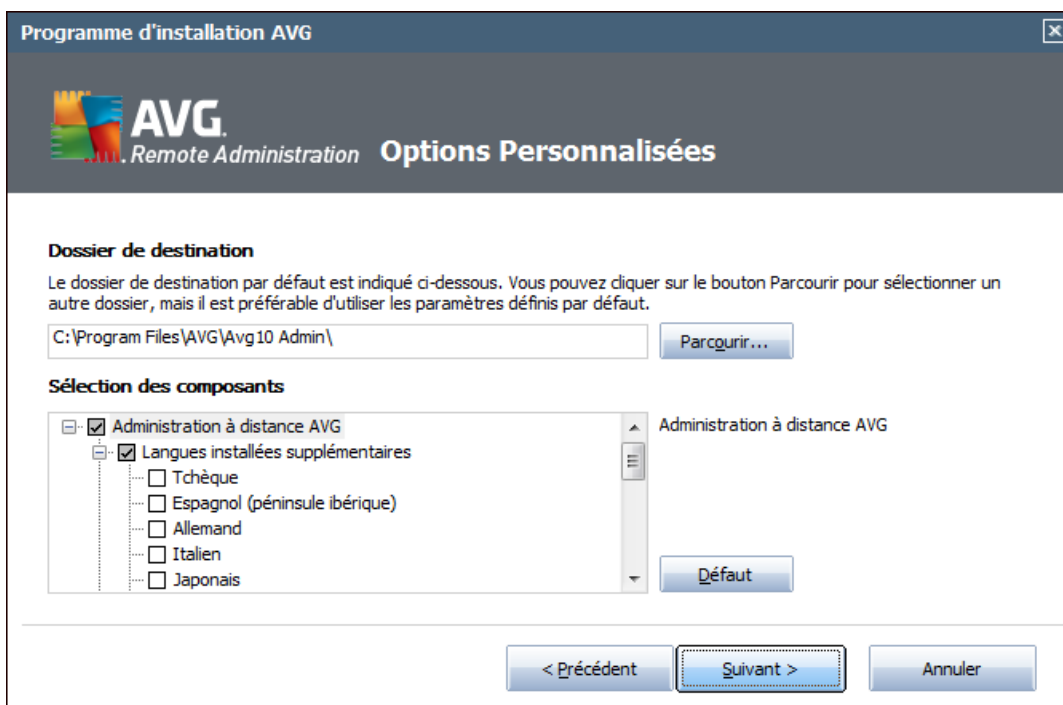 Programme d'installation AVG
AVG.
Remote Administration
Options Personnalisées
Dossier de destination
Le dossier de destination par défaut est indiqué ci-dessous. Vous pouvez cliquer sur le bouton Parcourir pour sélectionner un
autre dossier, mais il est préférable d'utiliser les paramètres définis par défaut.
C:\Program Files\AVG\Avg10 Admin\
Parcourir...
Sélection des composants
Administration à distance AVG
Administration à distance AVG
Langues installées supplémentaires
Tchèque
Espagnol (péninsule ibérique)
Allemand
Italien
Japonais
Défaut
< Précédent
Suivant >
Annuler